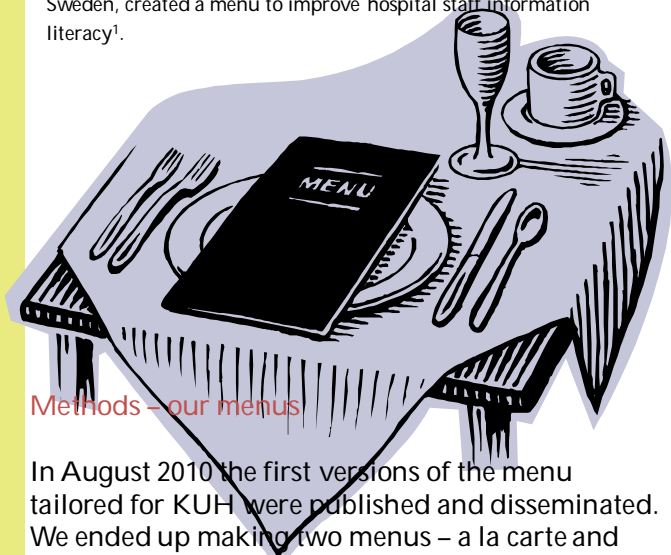 Sweden, created a menu to improve hospital staff information
literacy¹.
MENU
Methods – our menus
In August 2010 the first versions of the menu
tailored for KUH were published and disseminated.
We ended up making two menus – a la carte and